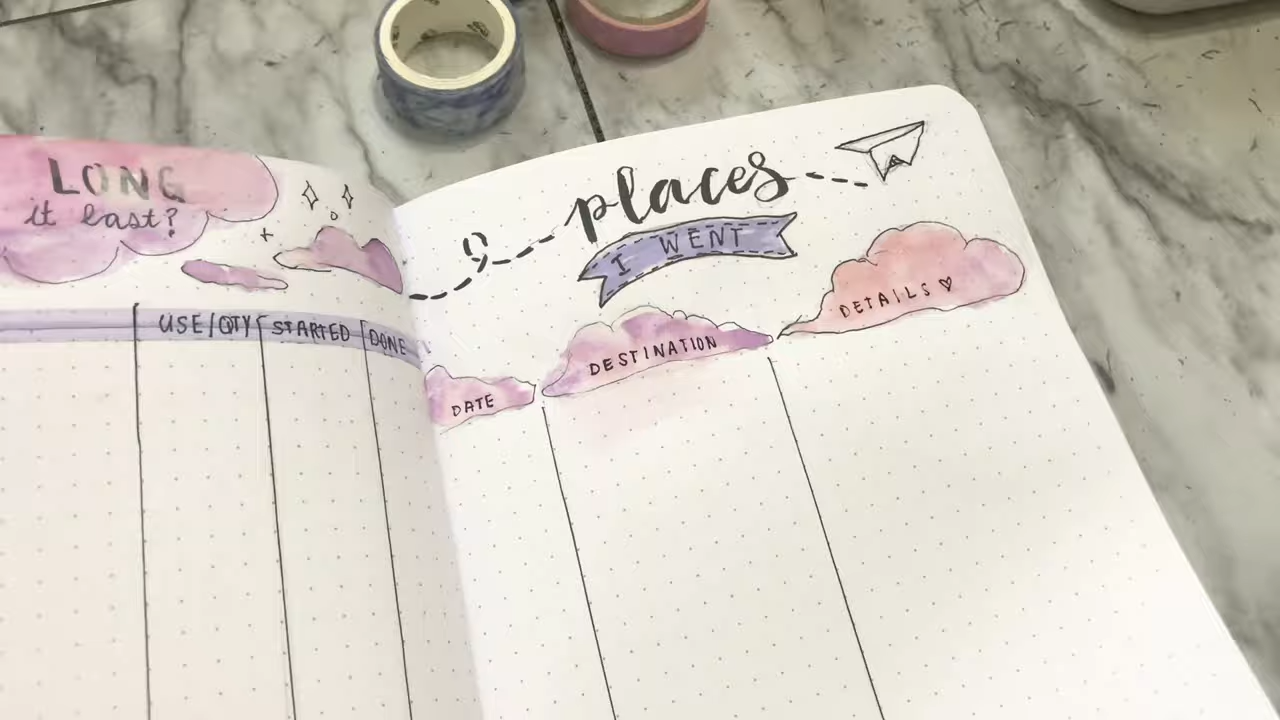 LONG
it last?
USE/QTY STARTED DONE
places
I WENT
DATE DESTINATION DETAILS ♡